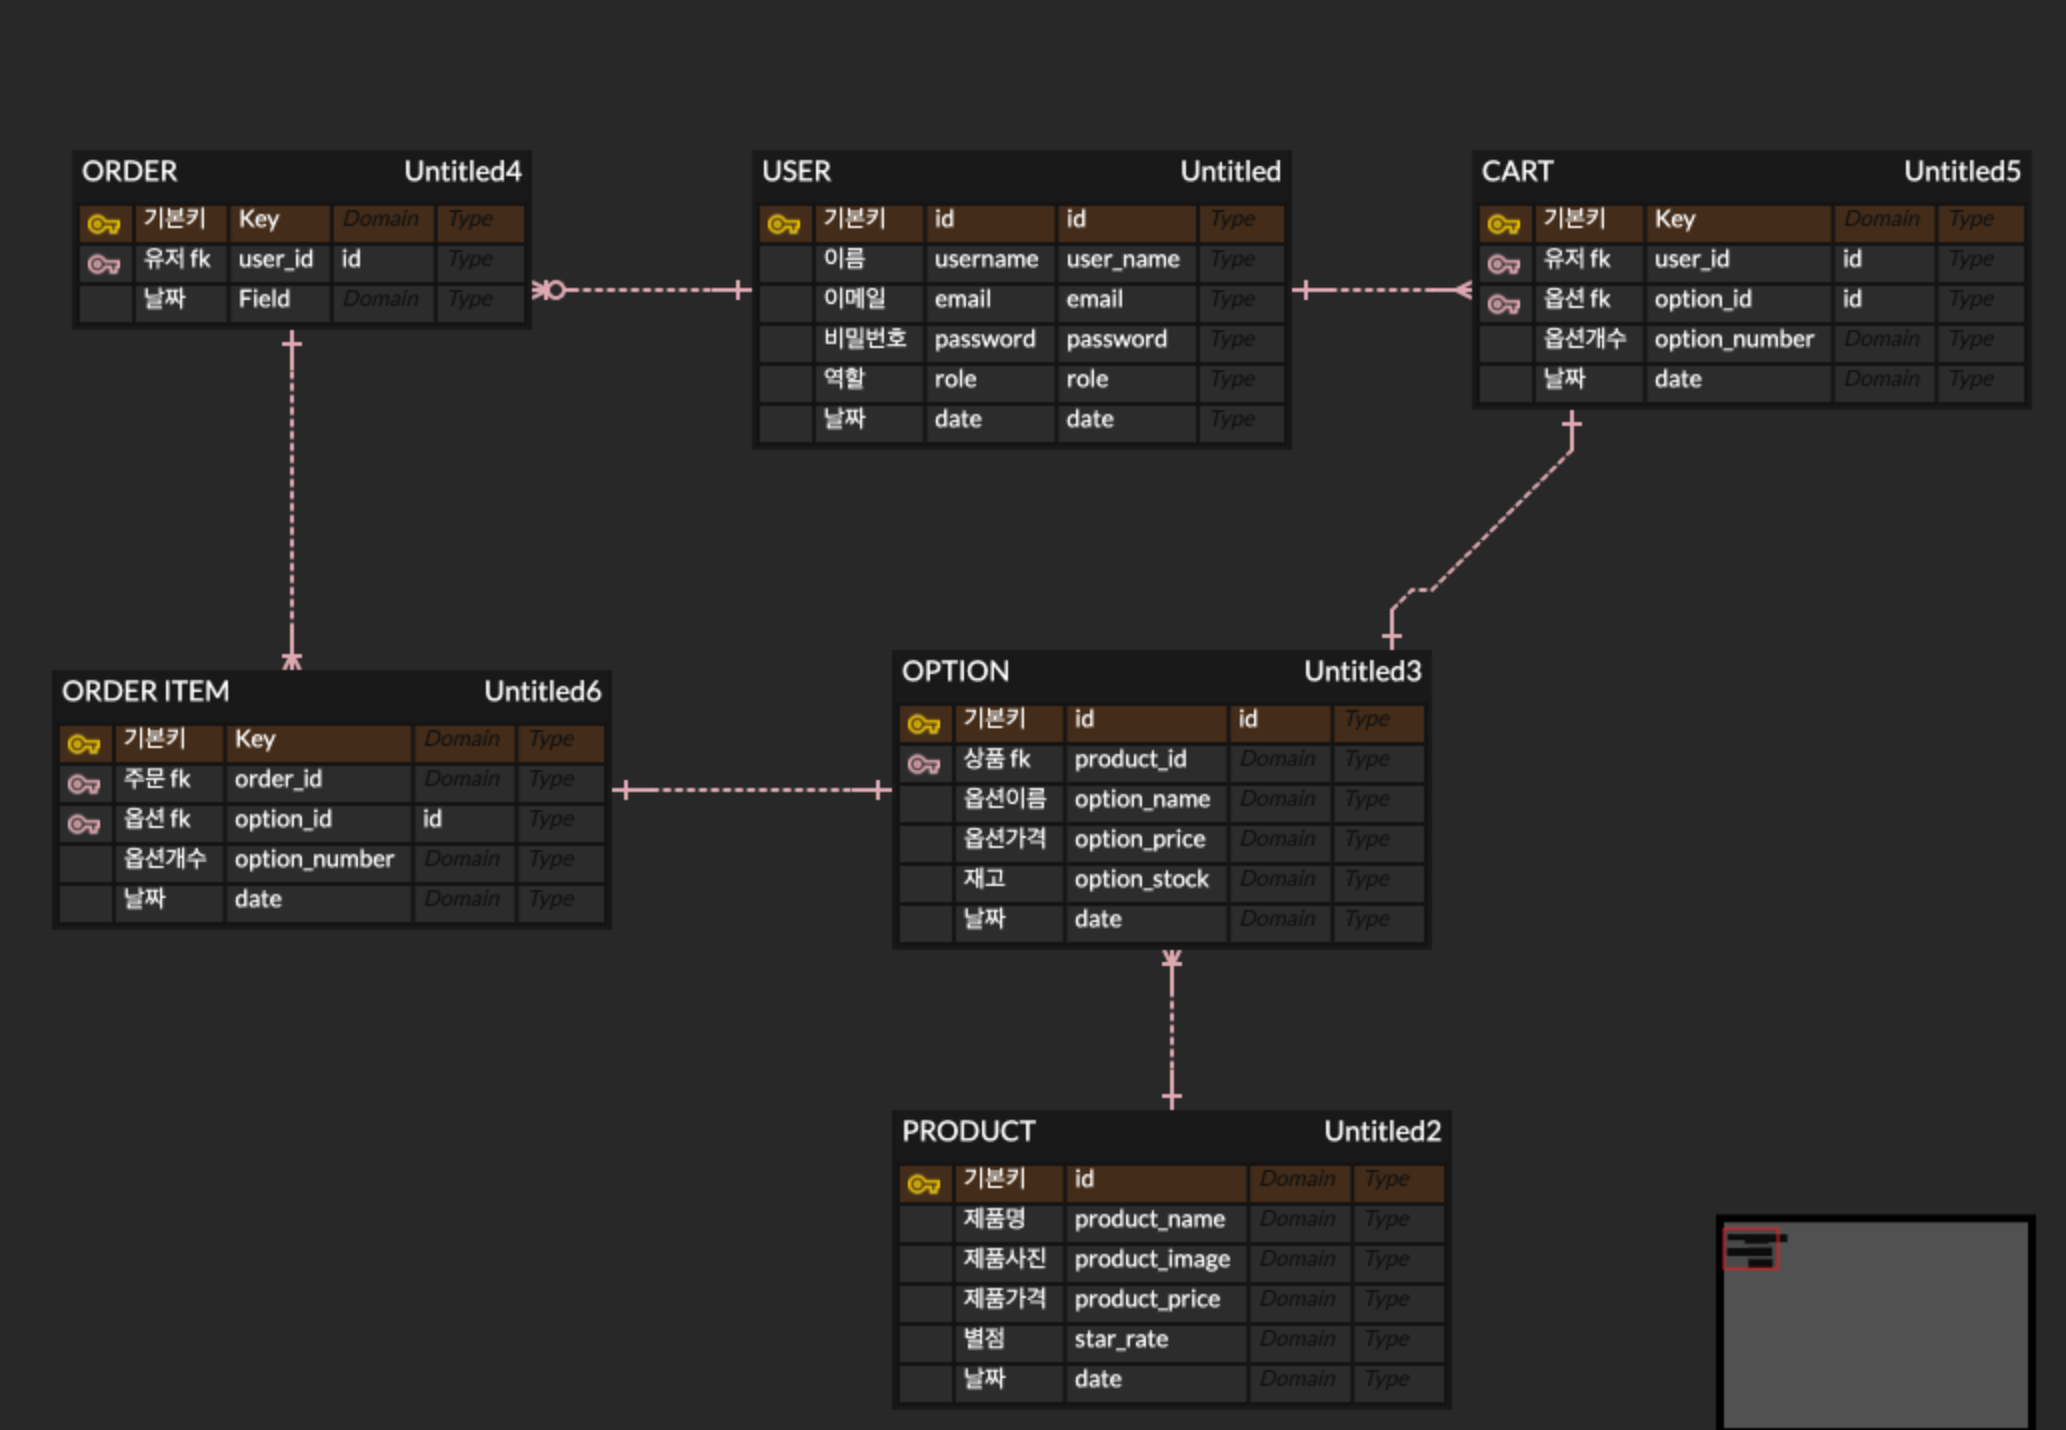 ORDER Untitled4
기본키 Key Domain Type
유저 fk user_id id Type
날짜 Field Domain Type
USER Untitled
기본키 id id Type
이름 username user_name Type
이메일 email email Type
비밀번호 password password Type
역할 role role Type
날짜 date date Type
CART Untitled5
기본키 Key Domain Type
유저 fk user_id id Type
옵션 fk option_id id Type
옵션개수 option_number Domain Type
날짜 date Domain Type
ORDER ITEM Untitled6
기본키 Key Domain Type
주문 fk order_id Domain Type
옵션 fk option_id id Type
옵션개수 option_number Domain Type
날짜 date Domain Type
OPTION Untitled3
기본키 id id Type
상품 fk product_id Domain Type
옵션이름 option_name Domain Type
옵션가격 option_price Domain Type
재고 option_stock Domain Type
날짜 date Domain Type
PRODUCT Untitled2
기본키 id Domain Type
제품명 product_name Domain Type
제품사진 product_image Domain Type
제품가격 product_price Domain Type
별점 star_rate Domain Type
날짜 date Domain Type